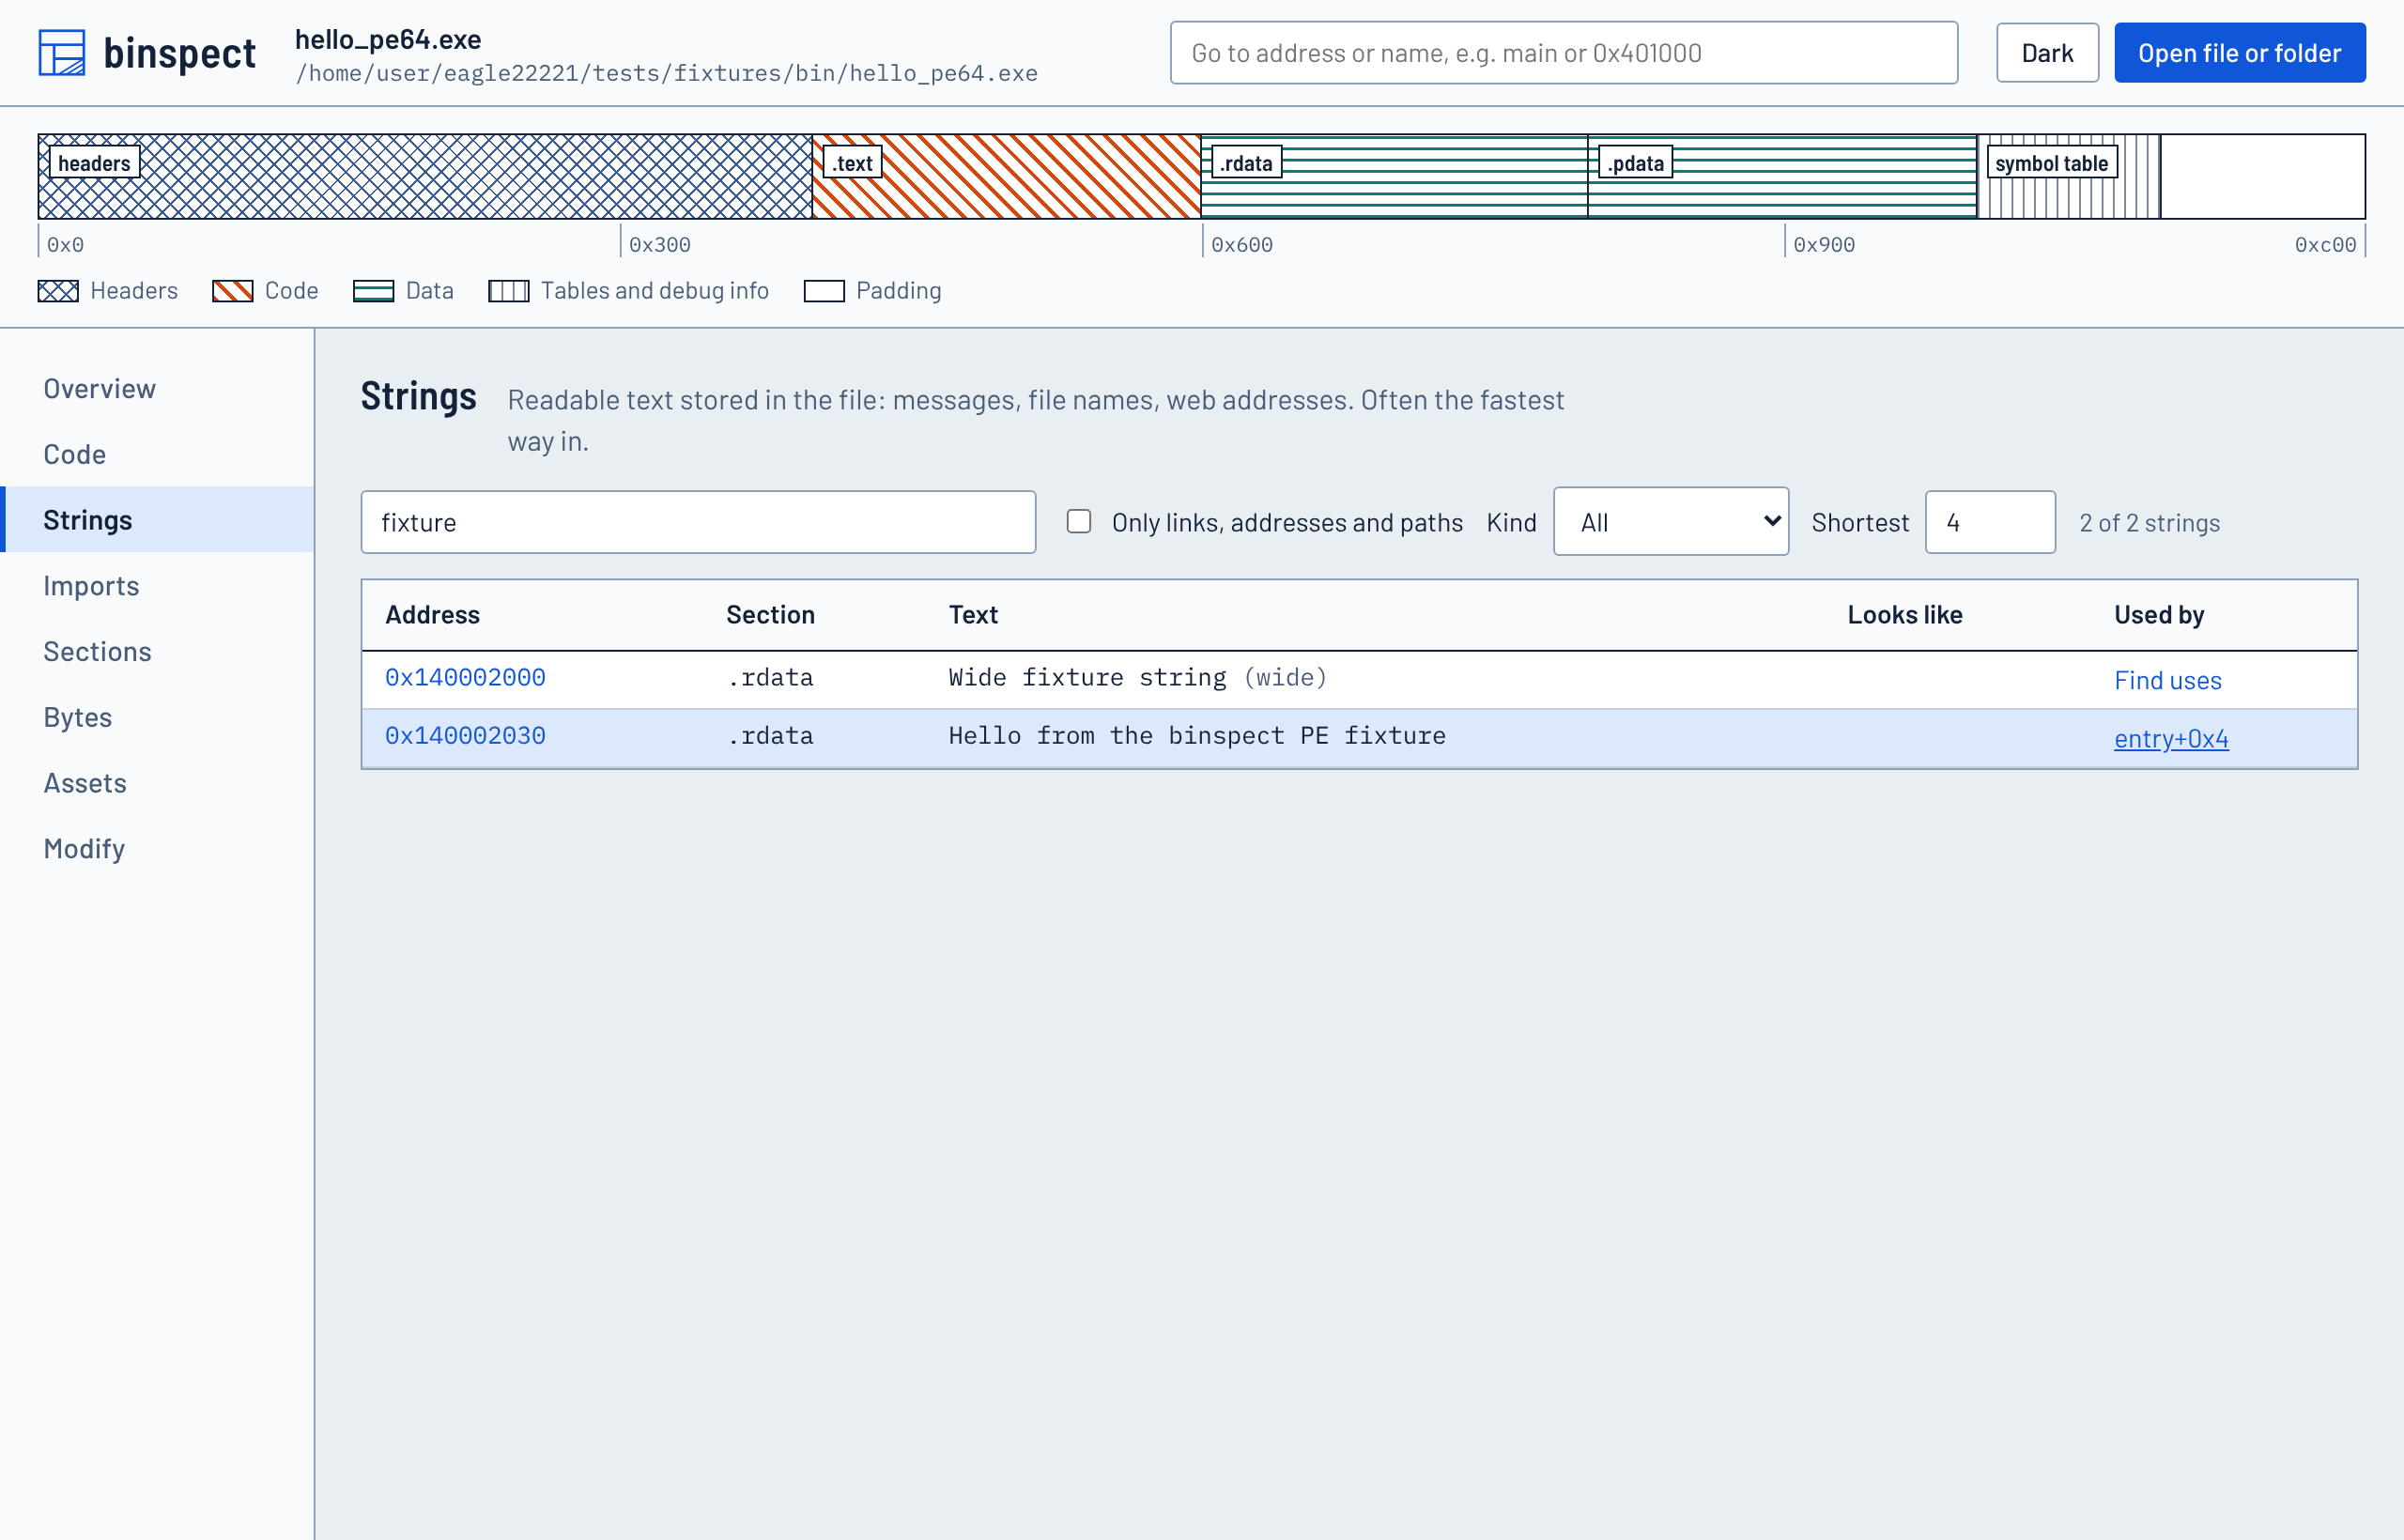 binspect
hello_pe64.exe
/home/user/eagle22221/tests/fixtures/bin/hello_pe64.exe
Go to address or name, e.g. main or 0x401000
Dark
Open file or folder
headers
.text
.rdata
.pdata
symbol table
0x0
0x300
0x600
0x900
0xc00
Headers
Code
Data
Tables and debug info
Padding
Overview
Code
Strings
Imports
Sections
Bytes
Assets
Modify
Strings
Readable text stored in the file: messages, file names, web addresses. Often the fastest
way in.
fixture
Only links, addresses and paths
Kind
All
Shortest
4
2 of 2 strings
Address Section Text Looks like Used by
0x140002000 .rdata Wide fixture string (wide) Find uses
0x140002030 .rdata Hello from the binspect PE fixture entry+0x4